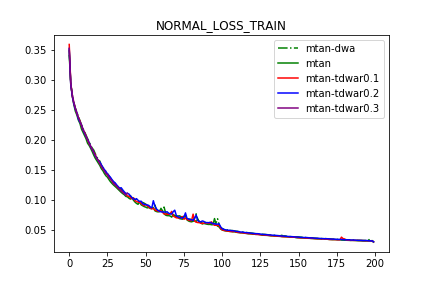 NORMAL_LOSS_TRAIN
mtan-dwa
mtan
mtan-tdwar0.1
mtan-tdwar0.2
mtan-tdwar0.3
0.35
0.30
0.25
0.20
0.15
0.10
0.05
0 25 50 75 100 125 150 175 200